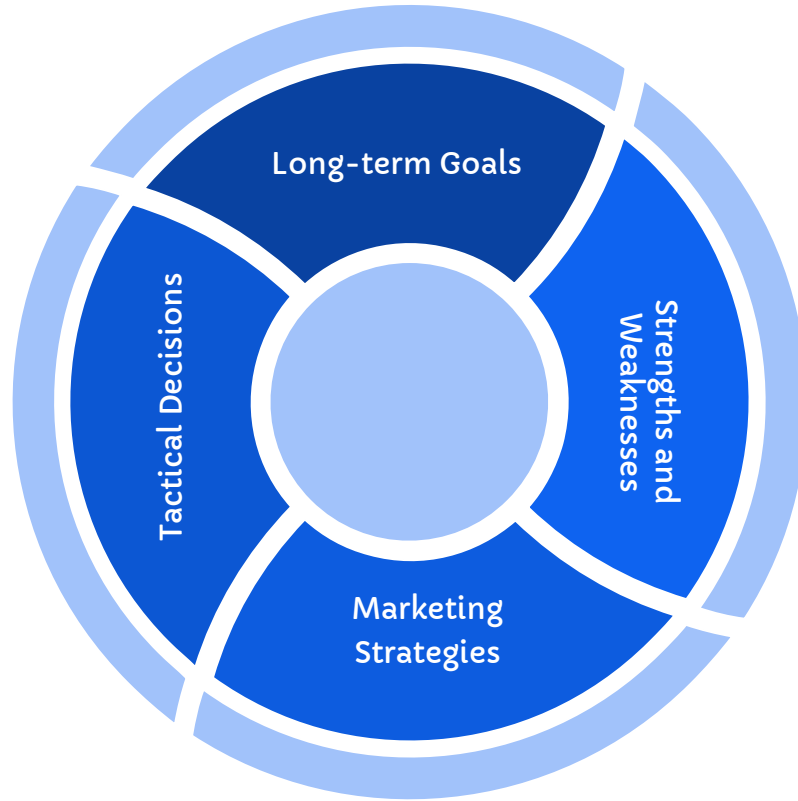 Long-term Goals
Strengths and
Weaknesses
Marketing
Strategies
Tactical Decisions